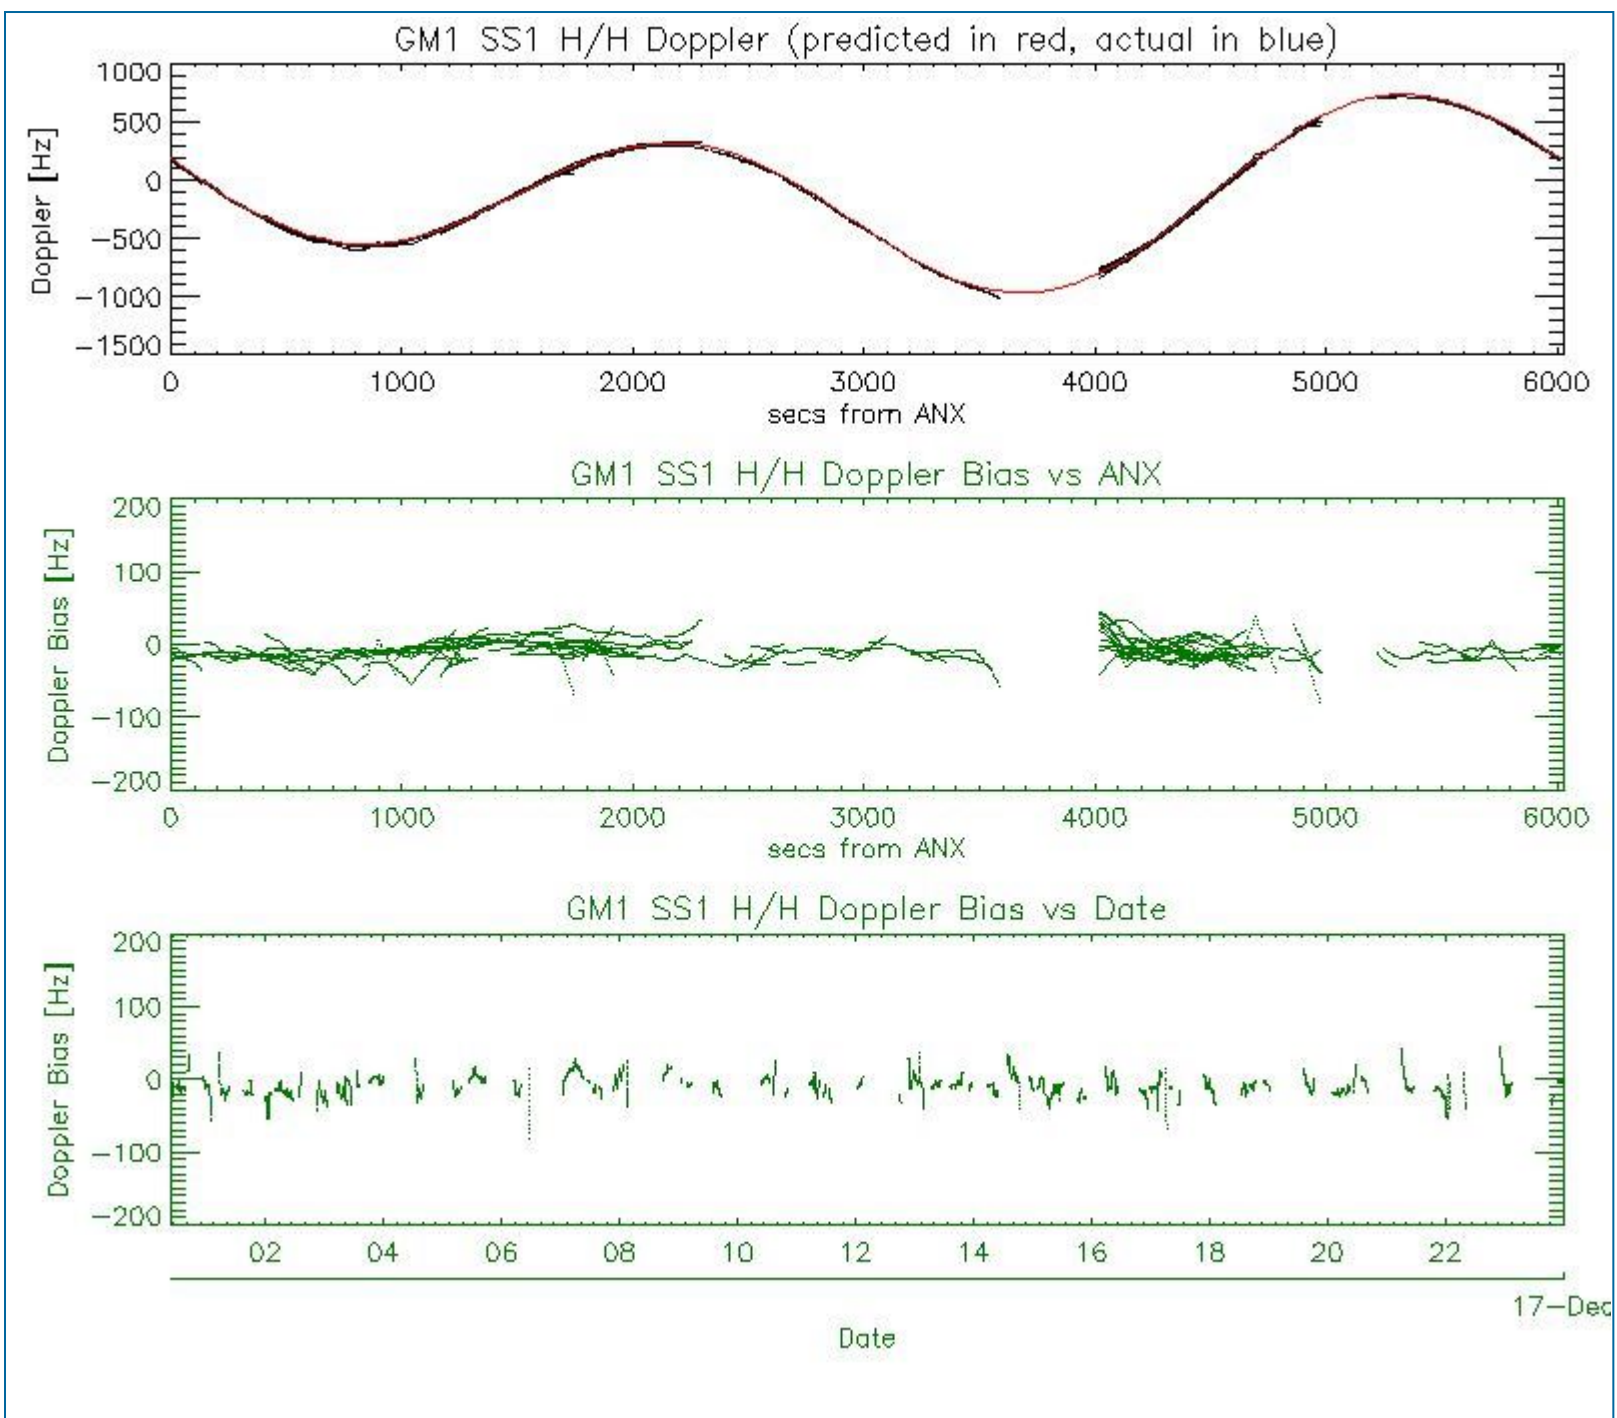 GM1 SS1 H/H Doppler (predicted in red, actual in blue)
1000
500
0
-500
-1000
-1500
Doppler [Hz]
0 1000 2000 3000 4000 5000 6000
secs from ANX
GM1 SS1 H/H Doppler Bias vs ANX
200
100
0
-100
-200
Doppler Bias [Hz]
0 1000 2000 3000 4000 5000 6000
secs from ANX
GM1 SS1 H/H Doppler Bias vs Date
200
100
0
-100
-200
Doppler Bias [Hz]
02 04 06 08 10 12 14 16 18 20 22
17-Dec
Date